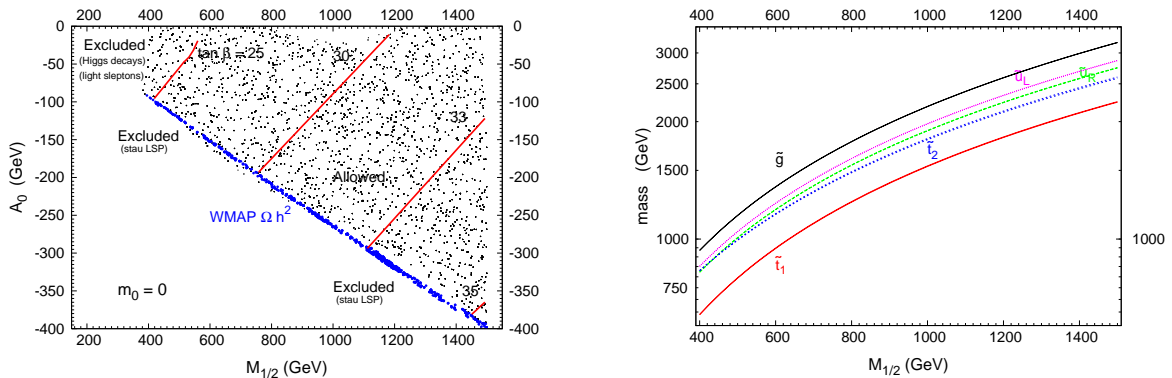 400 600 800 1000 1200 1400
0 0
-50 -50
-100 -100
-150 -150
-200 -200
-250 -250
-300 -300
-350 -350
-400 -400
200 400 600 800 1000 1200 1400
A₀ (GeV)
M₁/₂ (GeV)
Excluded
(Higgs decays)
(light sleptons)
tan β = 25
30
33
35
Excluded
(stau LSP)
Allowed
WMAP Ω h²
Excluded
(stau LSP)
m₀ = 0
400 600 800 1000 1200 1400
3000
2500
2000
1500
1000 1000
750
400 600 800 1000 1200 1400
mass (GeV)
M₁/₂ (GeV)
g̃
ũ_L
ũ_R
t̃₂
t̃₁